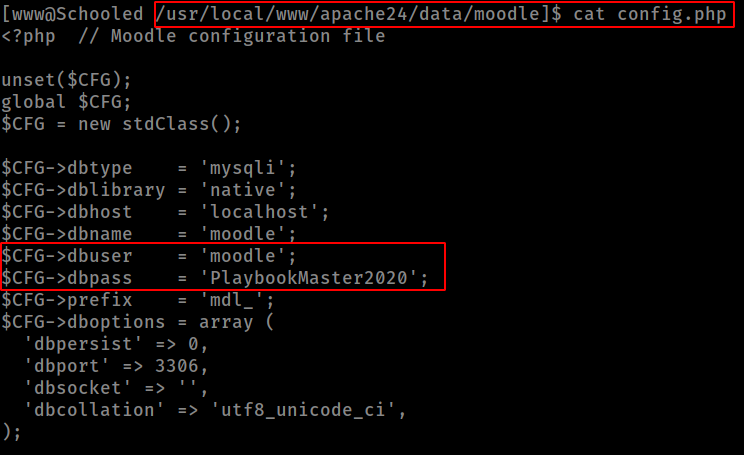 [www@Schooled /usr/local/www/apache24/data/moodle]$ cat config.php
<?php  // Moodle configuration file

unset($CFG);
global $CFG;
$CFG = new stdClass();

$CFG->dbtype    = 'mysqli';
$CFG->dblibrary = 'native';
$CFG->dbhost    = 'localhost';
$CFG->dbname    = 'moodle';
$CFG->dbuser    = 'moodle';
$CFG->dbpass    = 'PlaybookMaster2020';
$CFG->prefix    = 'mdl_';
$CFG->dboptions = array (
  'dbpersist' => 0,
  'dbport' => 3306,
  'dbsocket' => '',
  'dbcollation' => 'utf8_unicode_ci',
);